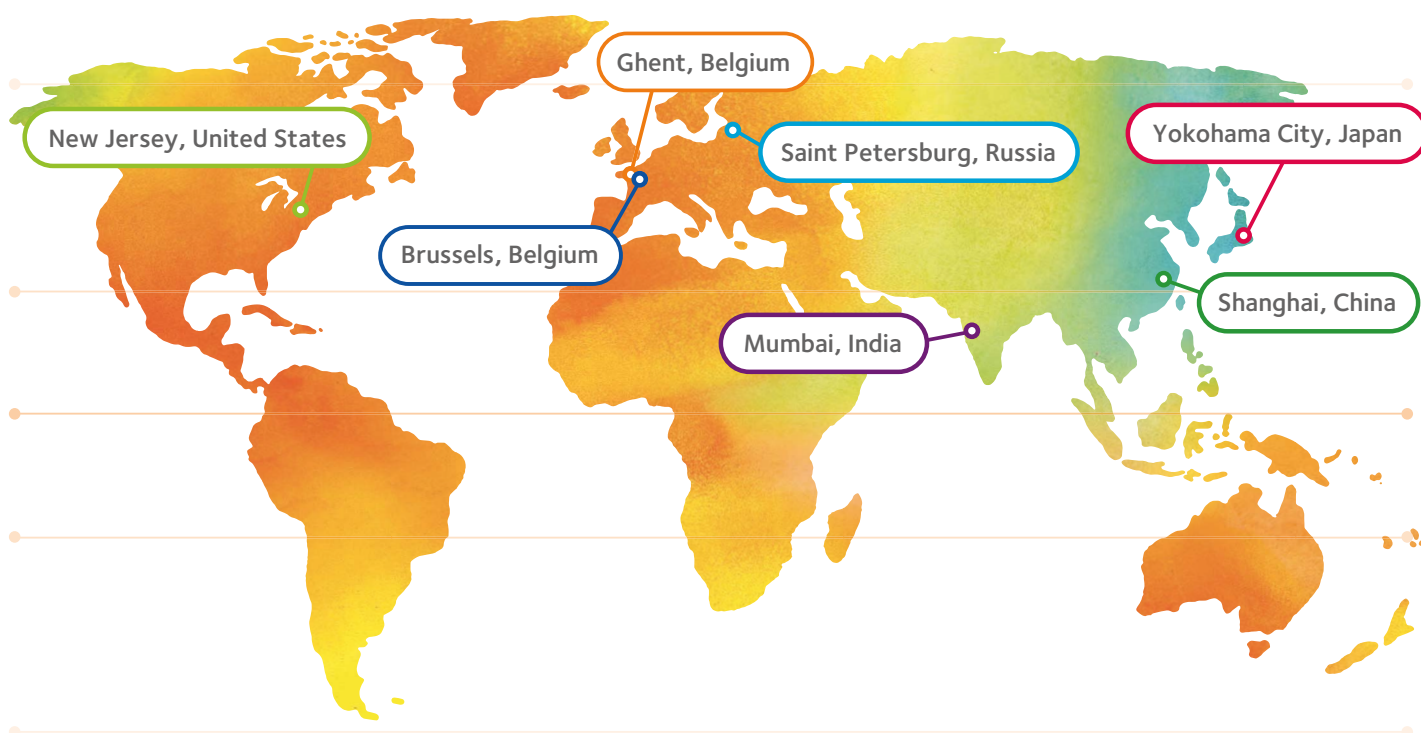 Ghent, Belgium
New Jersey, United States
Saint Petersburg, Russia
Yokohama City, Japan
Brussels, Belgium
Shanghai, China
Mumbai, India